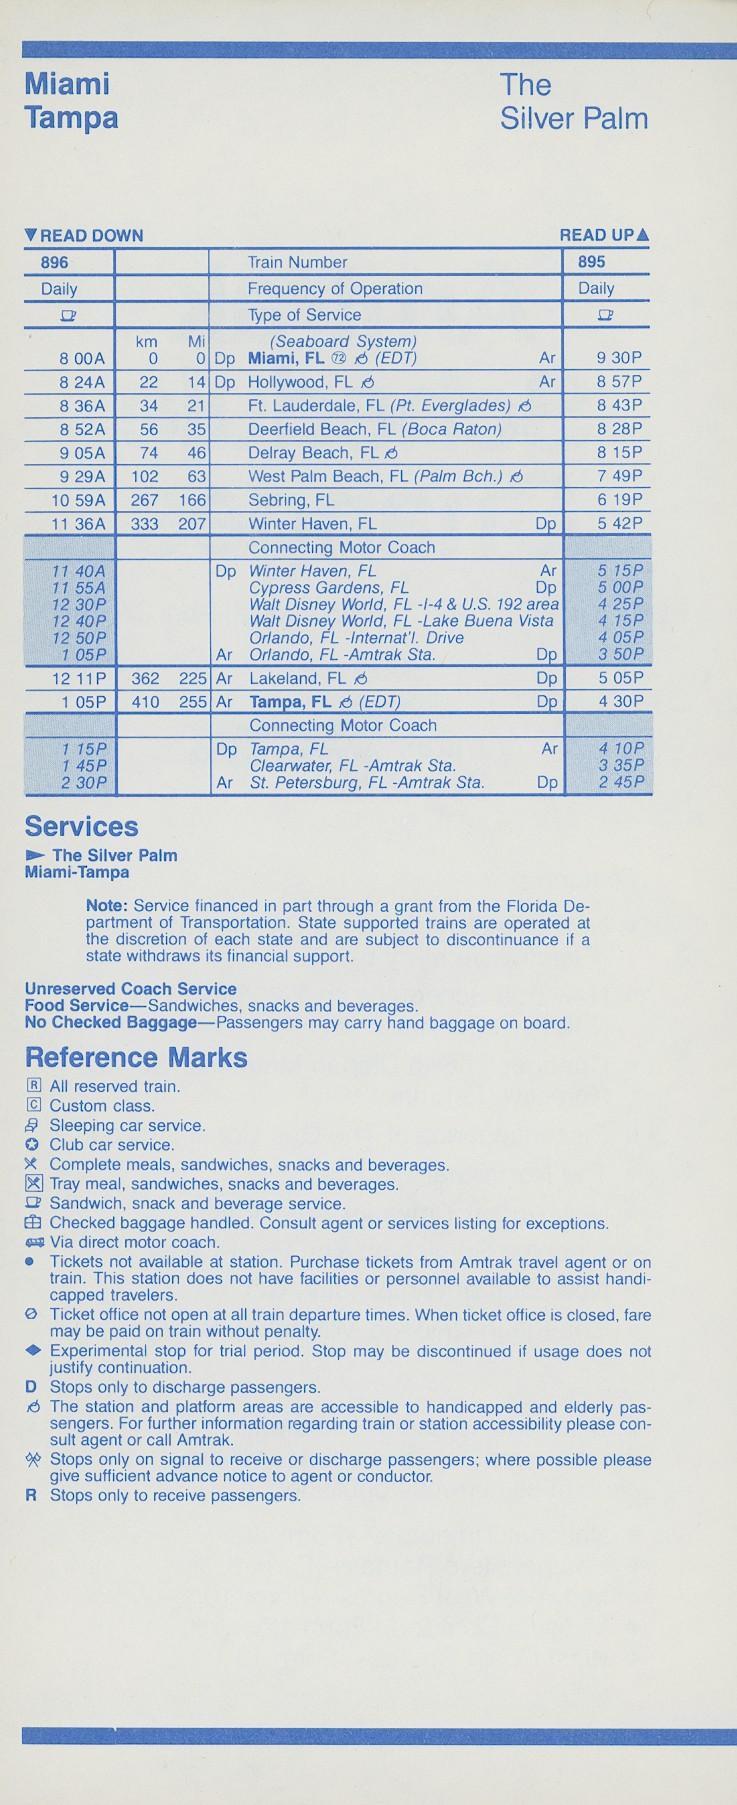 Miami The
Tampa Silver Palm
▼READ DOWN READ UP▲
896 Train Number 895
Daily Frequency of Operation Daily
Type of Service
km Mi (Seaboard System)
8 00A 0 0 Dp Miami, FL 72 (EDT) Ar 9 30P
8 24A 22 14 Dp Hollywood, FL Ar 8 57P
8 36A 34 21 Ft. Lauderdale, FL (Pt. Everglades) 8 43P
8 52A 56 35 Deerfield Beach, FL (Boca Raton) 8 28P
9 05A 74 46 Delray Beach, FL 8 15P
9 29A 102 63 West Palm Beach, FL (Palm Bch.) 7 49P
10 59A 267 166 Sebring, FL 6 19P
11 36A 333 207 Winter Haven, FL Dp 5 42P
Connecting Motor Coach
11 40A Dp Winter Haven, FL Ar 5 15P
11 55A Cypress Gardens, FL Dp 5 00P
12 30P Walt Disney World, FL -I-4 & U.S. 192 area 4 25P
12 40P Walt Disney World, FL -Lake Buena Vista 4 15P
12 50P Orlando, FL -Internat'l. Drive 4 05P
1 05P Ar Orlando, FL -Amtrak Sta. Dp 3 50P
12 11P 362 225 Ar Lakeland, FL Dp 5 05P
1 05P 410 255 Ar Tampa, FL (EDT) Dp 4 30P
Connecting Motor Coach
1 15P Dp Tampa, FL Ar 4 10P
1 45P Clearwater, FL -Amtrak Sta. 3 35P
2 30P Ar St. Petersburg, FL -Amtrak Sta. Dp 2 45P
Services
► The Silver Palm
Miami-Tampa
Note: Service financed in part through a grant from the Florida De-
partment of Transportation. State supported trains are operated at
the discretion of each state and are subject to discontinuance if a
state withdraws its financial support.
Unreserved Coach Service
Food Service—Sandwiches, snacks and beverages.
No Checked Baggage—Passengers may carry hand baggage on board.
Reference Marks
R All reserved train.
C Custom class.
Sleeping car service.
✪ Club car service.
Complete meals, sandwiches, snacks and beverages.
Tray meal, sandwiches, snacks and beverages.
Sandwich, snack and beverage service.
Checked baggage handled. Consult agent or services listing for exceptions.
Via direct motor coach.
● Tickets not available at station. Purchase tickets from Amtrak travel agent or on
train. This station does not have facilities or personnel available to assist handi-
capped travelers.
Ticket office not open at all train departure times. When ticket office is closed, fare
may be paid on train without penalty.
◆ Experimental stop for trial period. Stop may be discontinued if usage does not
justify continuation.
D Stops only to discharge passengers.
The station and platform areas are accessible to handicapped and elderly pas-
sengers. For further information regarding train or station accessibility please con-
sult agent or call Amtrak.
Stops only on signal to receive or discharge passengers; where possible please
give sufficient advance notice to agent or conductor.
R Stops only to receive passengers.